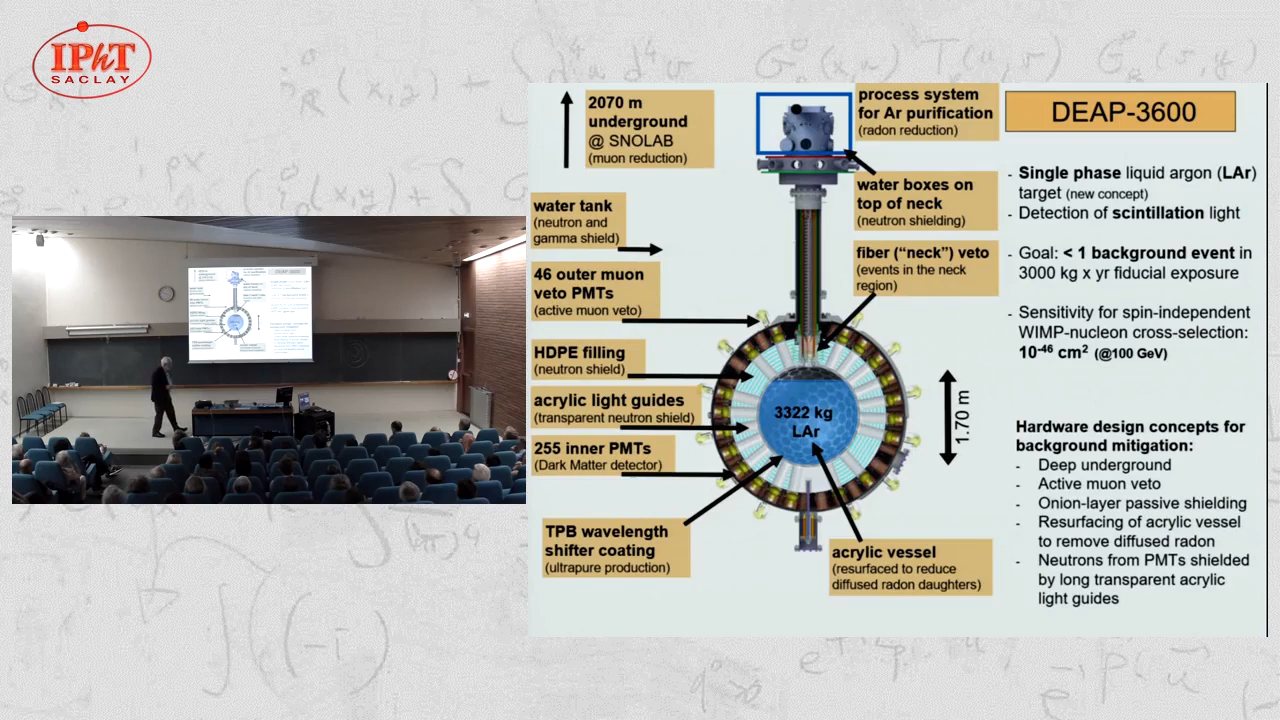 IPhT
SACLAY
2070 m
underground
@ SNOLAB
(muon reduction)
process system
for Ar purification
(radon reduction)
DEAP-3600
water boxes on
top of neck
(neutron shielding)
water tank
(neutron and
gamma shield)
fiber (“neck”) veto
(events in the neck
region)
46 outer muon
veto PMTs
(active muon veto)
HDPE filling
(neutron shield)
acrylic light guides
(transparent neutron shield)
255 inner PMTs
(Dark Matter detector)
3322 kg
LAr
1.70 m
TPB wavelength
shifter coating
(ultrapure production)
acrylic vessel
(resurfaced to reduce
diffused radon daughters)
- Single phase liquid argon (LAr)
target (new concept)
- Detection of scintillation light
- Goal: < 1 background event in
3000 kg x yr fiducial exposure
- Sensitivity for spin-independent
WIMP-nucleon cross-selection:
10⁻⁴⁶ cm² (@100 GeV)
Hardware design concepts for
background mitigation:
- Deep underground
- Active muon veto
- Onion-layer passive shielding
- Resurfacing of acrylic vessel
to remove diffused radon
- Neutrons from PMTs shielded
by long transparent acrylic
light guides